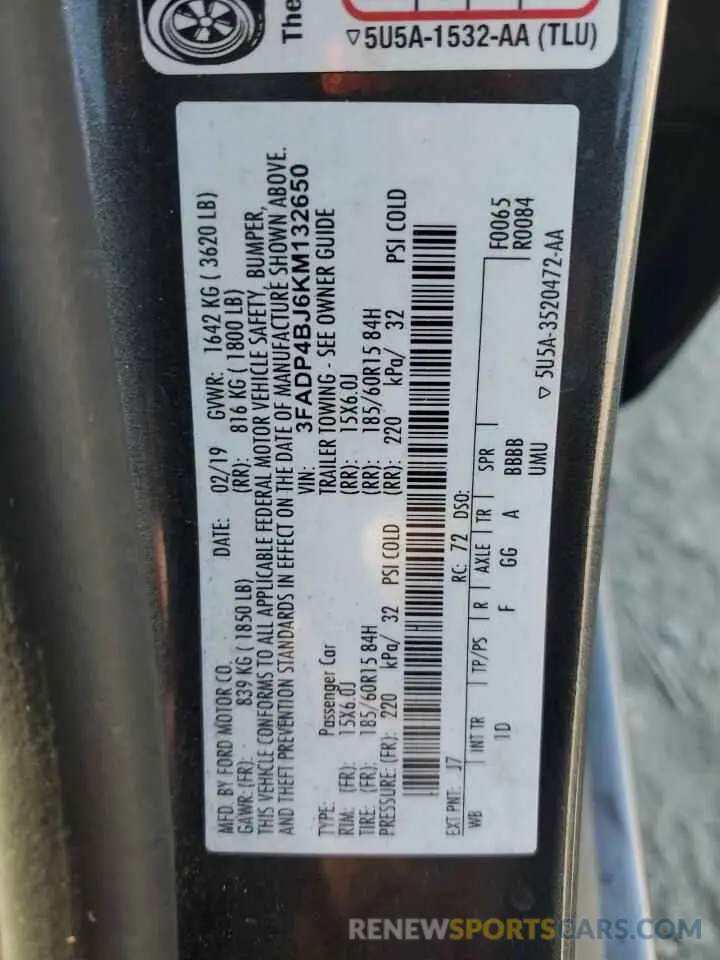 The
▽5U5A-1532-AA (TLU)
MFD. BY FORD MOTOR CO. DATE: 02/19 GVWR: 1642 KG ( 3620 LB)
GAWR: (FR): 839 KG ( 1850 LB) (RR): 816 KG ( 1800 LB)
THIS VEHICLE CONFORMS TO ALL APPLICABLE FEDERAL MOTOR VEHICLE SAFETY, BUMPER,
AND THEFT PREVENTION STANDARDS IN EFFECT ON THE DATE OF MANUFACTURE SHOWN ABOVE.
VIN: 3FADP4BJ6KM132650
TYPE: Passenger Car TRAILER TOWING - SEE OWNER GUIDE
RIM: (FR): 15X6.0J (RR): 15X6.0J
TIRE: (FR): 185/60R15 84H (RR): 185/60R15 84H
PRESSURE: (FR): 220 kPa/ 32 PSI COLD (RR): 220 kPa/ 32 PSI COLD
EXT PNT: J7 RC: 72 DSO: F0065
WB INT TR TP/PS R AXLE TR SPR R0084
1D F GG A BBBB
UMU
▽ 5U5A-3520472-AA
RENEWSPORTSCARS.COM